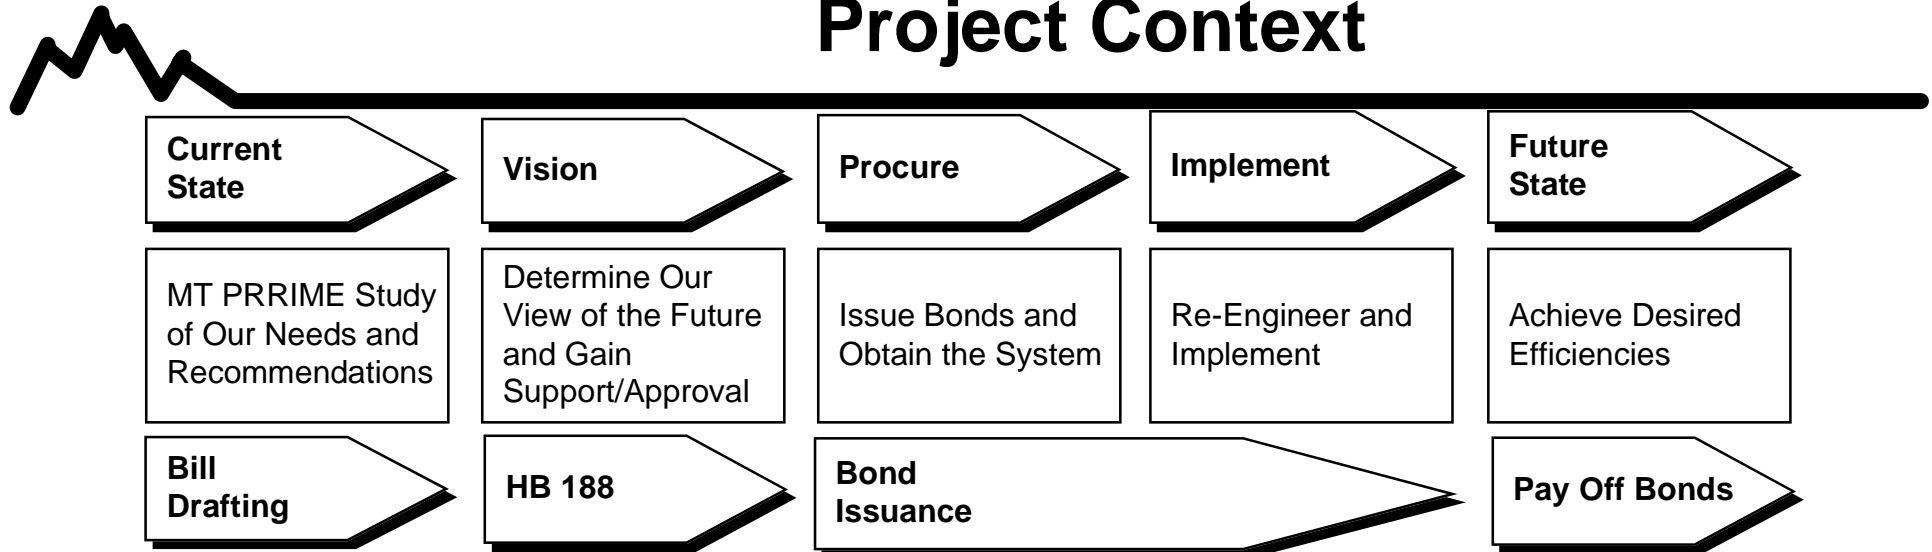 Project Context
Current
State
Vision
Procure
Implement
Future
State
MT PRRIME Study
of Our Needs and
Recommendations
Determine Our
View of the Future
and Gain
Support/Approval
Issue Bonds and
Obtain the System
Re-Engineer and
Implement
Achieve Desired
Efficiencies
Bill
Drafting
HB 188
Bond
Issuance
Pay Off Bonds